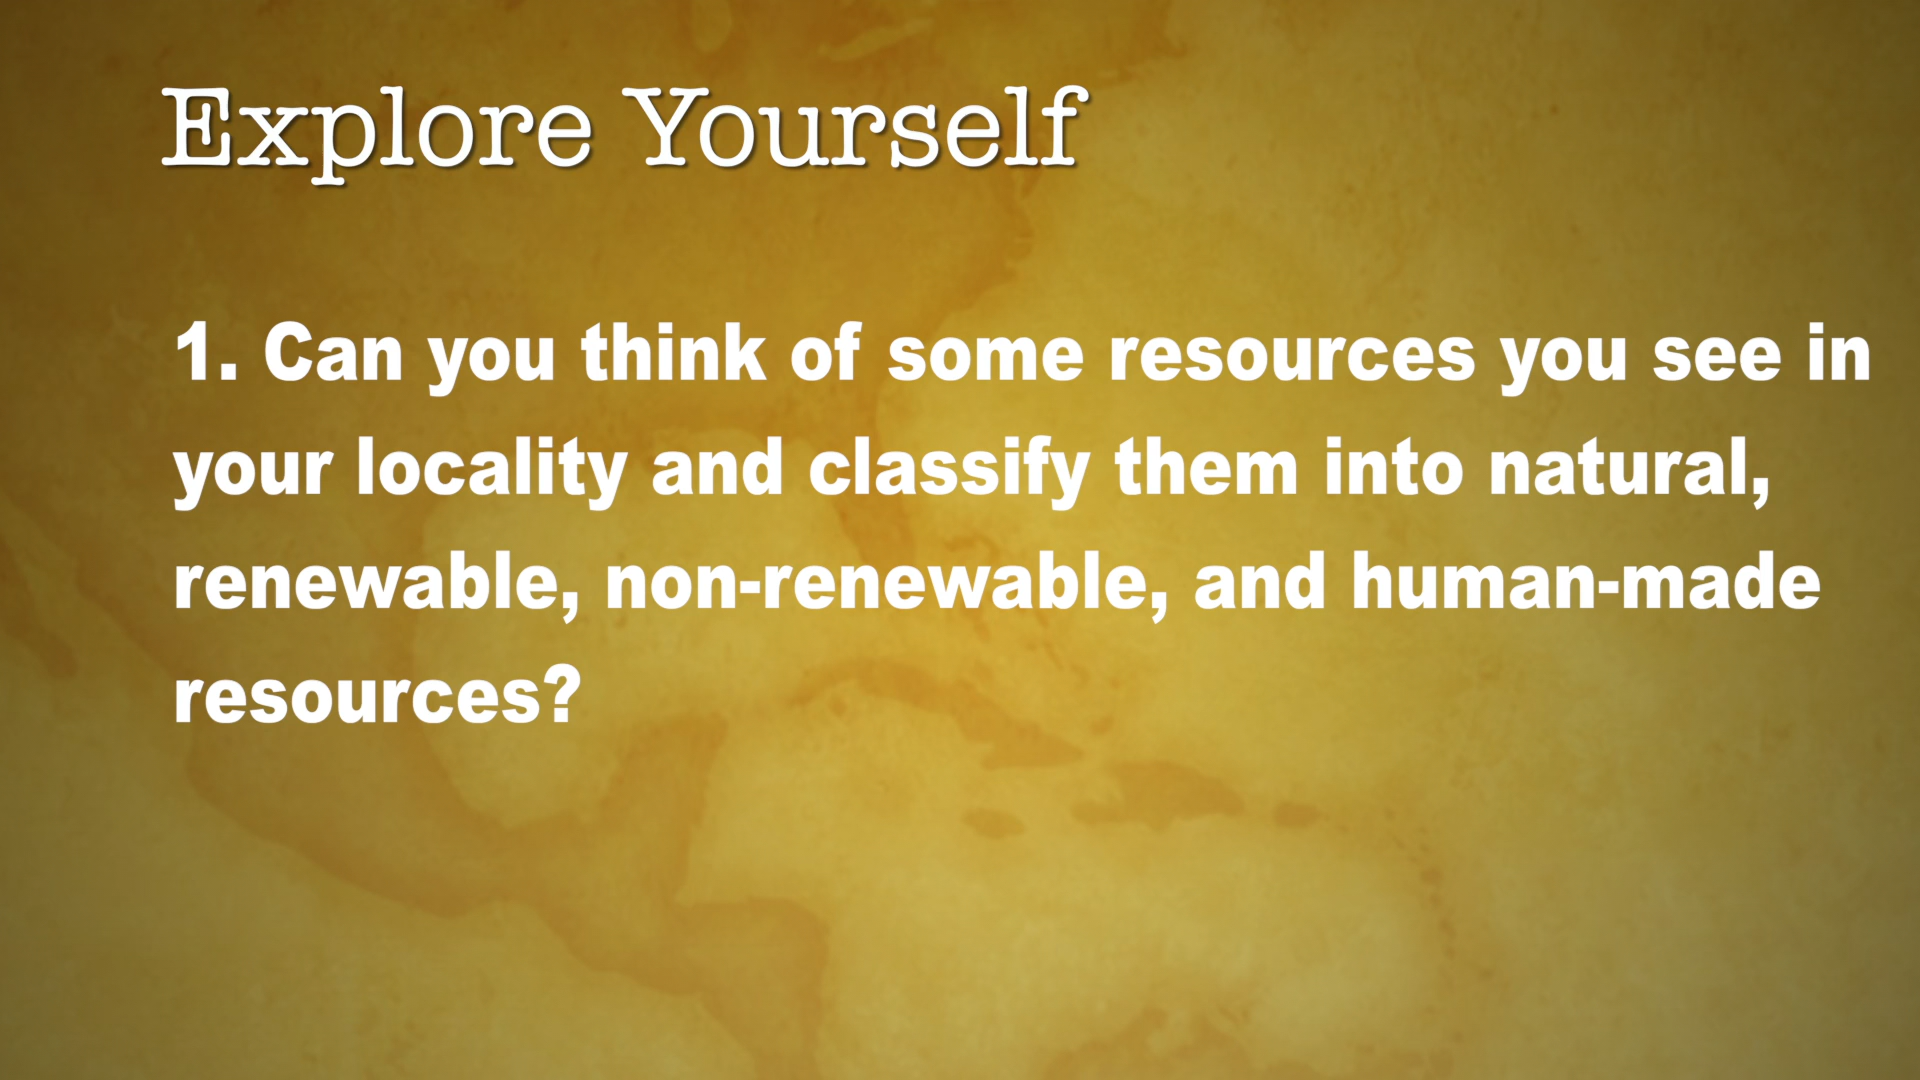 Explore Yourself
1. Can you think of some resources you see in
your locality and classify them into natural,
renewable, non-renewable, and human-made
resources?